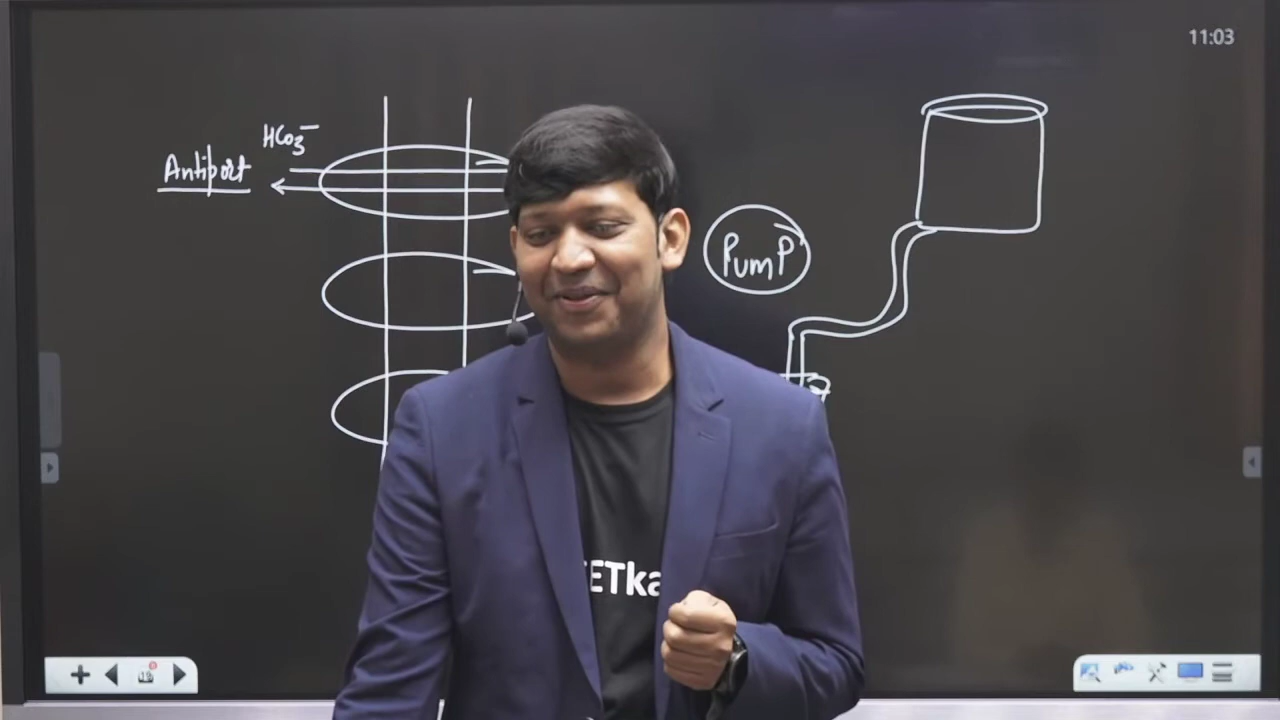 11:03
HCO3⁻
Antiport
PumP
ETka